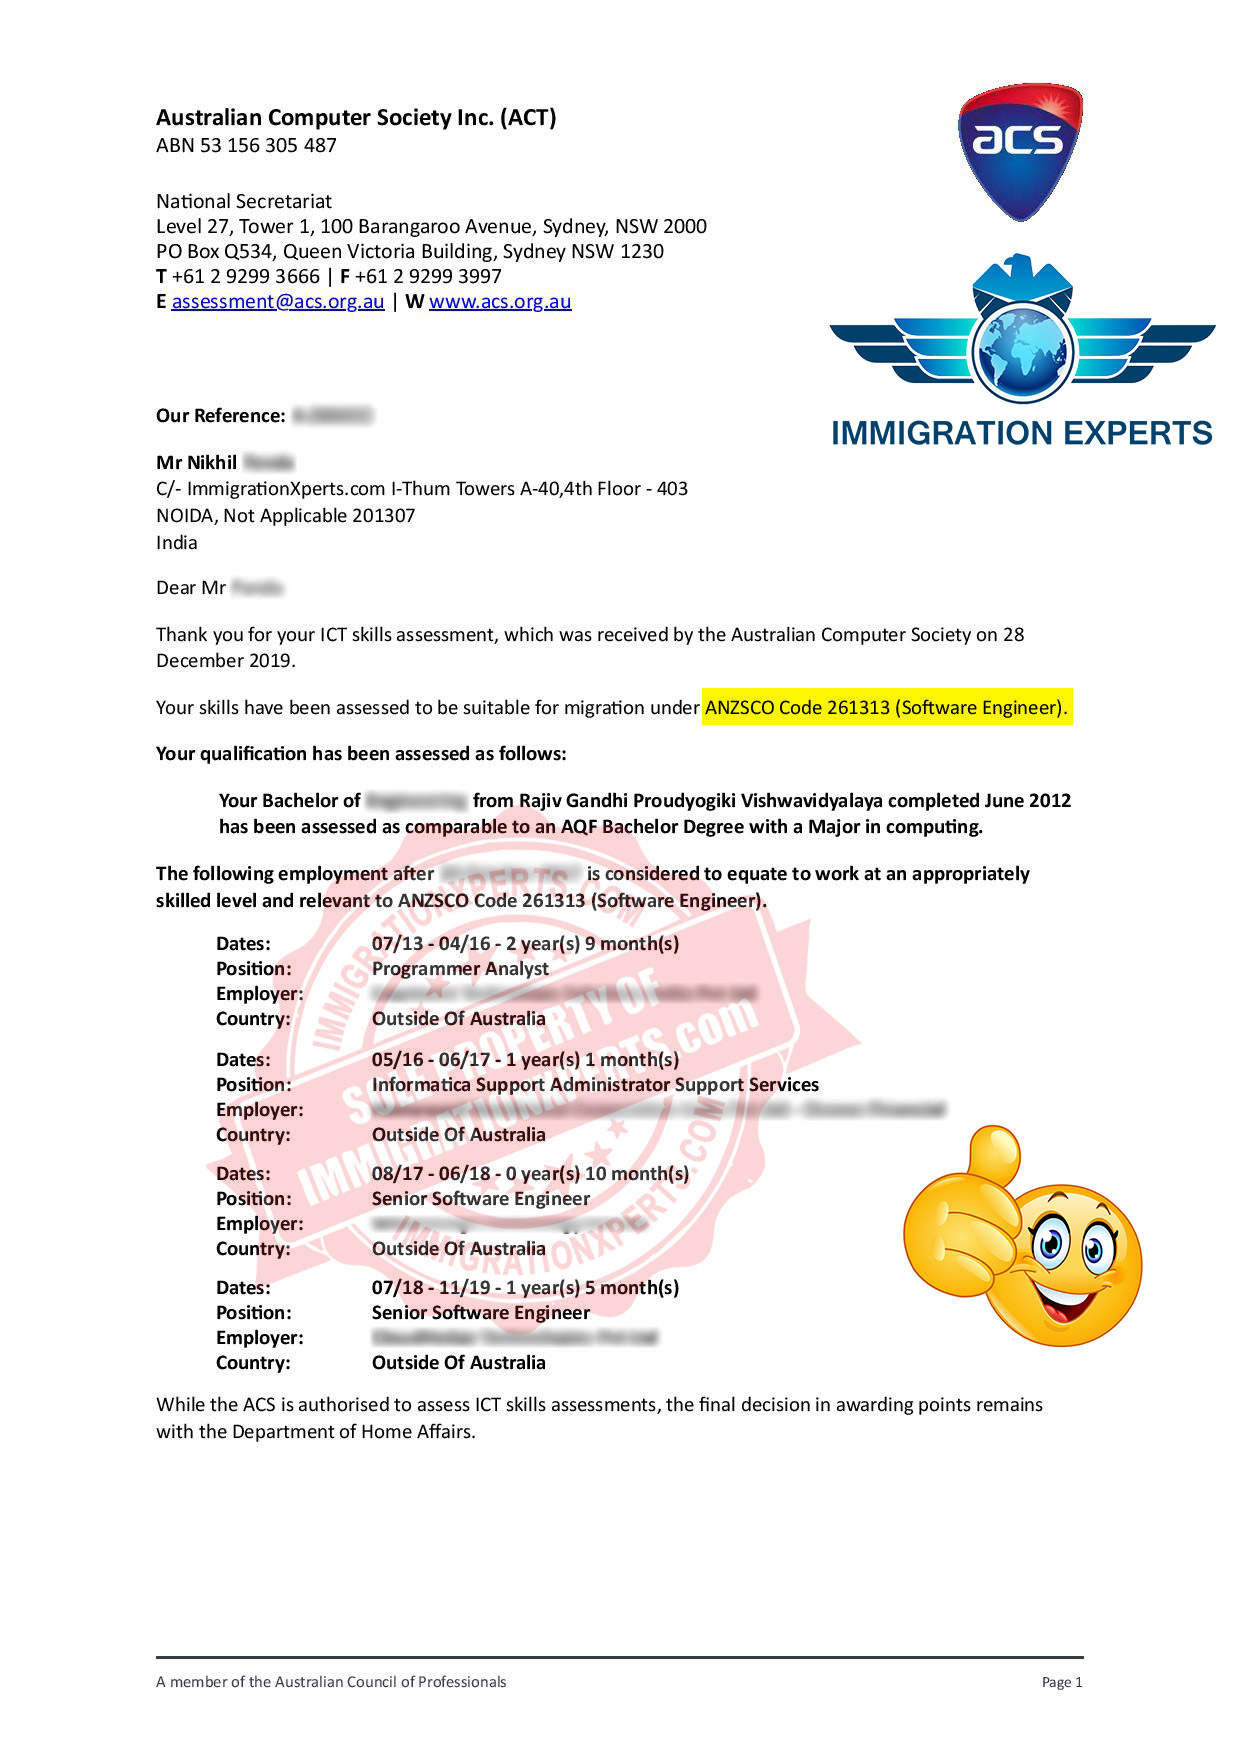 Australian Computer Society Inc. (ACT)
ABN 53 156 305 487
acs
National Secretariat
Level 27, Tower 1, 100 Barangaroo Avenue, Sydney, NSW 2000
PO Box Q534, Queen Victoria Building, Sydney NSW 1230
T +61 2 9299 3666 | F +61 2 9299 3997
E assessment@acs.org.au | W www.acs.org.au
IMMIGRATION EXPERTS
Our Reference:
Mr Nikhil
C/- ImmigrationXperts.com I-Thum Towers A-40,4th Floor - 403
NOIDA, Not Applicable 201307
India
Dear Mr
Thank you for your ICT skills assessment, which was received by the Australian Computer Society on 28
December 2019.
Your skills have been assessed to be suitable for migration under ANZSCO Code 261313 (Software Engineer).
Your qualification has been assessed as follows:
Your Bachelor of from Rajiv Gandhi Proudyogiki Vishwavidyalaya completed June 2012
has been assessed as comparable to an AQF Bachelor Degree with a Major in computing.
The following employment after is considered to equate to work at an appropriately
skilled level and relevant to ANZSCO Code 261313 (Software Engineer).
Dates: 07/13 - 04/16 - 2 year(s) 9 month(s)
Position: Programmer Analyst
Employer:
Country: Outside Of Australia
Dates: 05/16 - 06/17 - 1 year(s) 1 month(s)
Position: Informatica Support Administrator Support Services
Employer:
Country: Outside Of Australia
Dates: 08/17 - 06/18 - 0 year(s) 10 month(s)
Position: Senior Software Engineer
Employer:
Country: Outside Of Australia
Dates: 07/18 - 11/19 - 1 year(s) 5 month(s)
Position: Senior Software Engineer
Employer:
Country: Outside Of Australia
IMMIGRATIONXPERTS.COM
SOLE PROPERTY OF
IMMIGRATIONXPERTS.com
IMMIGRATIONXPERTS.COM
While the ACS is authorised to assess ICT skills assessments, the final decision in awarding points remains
with the Department of Home Affairs.
A member of the Australian Council of Professionals
Page 1